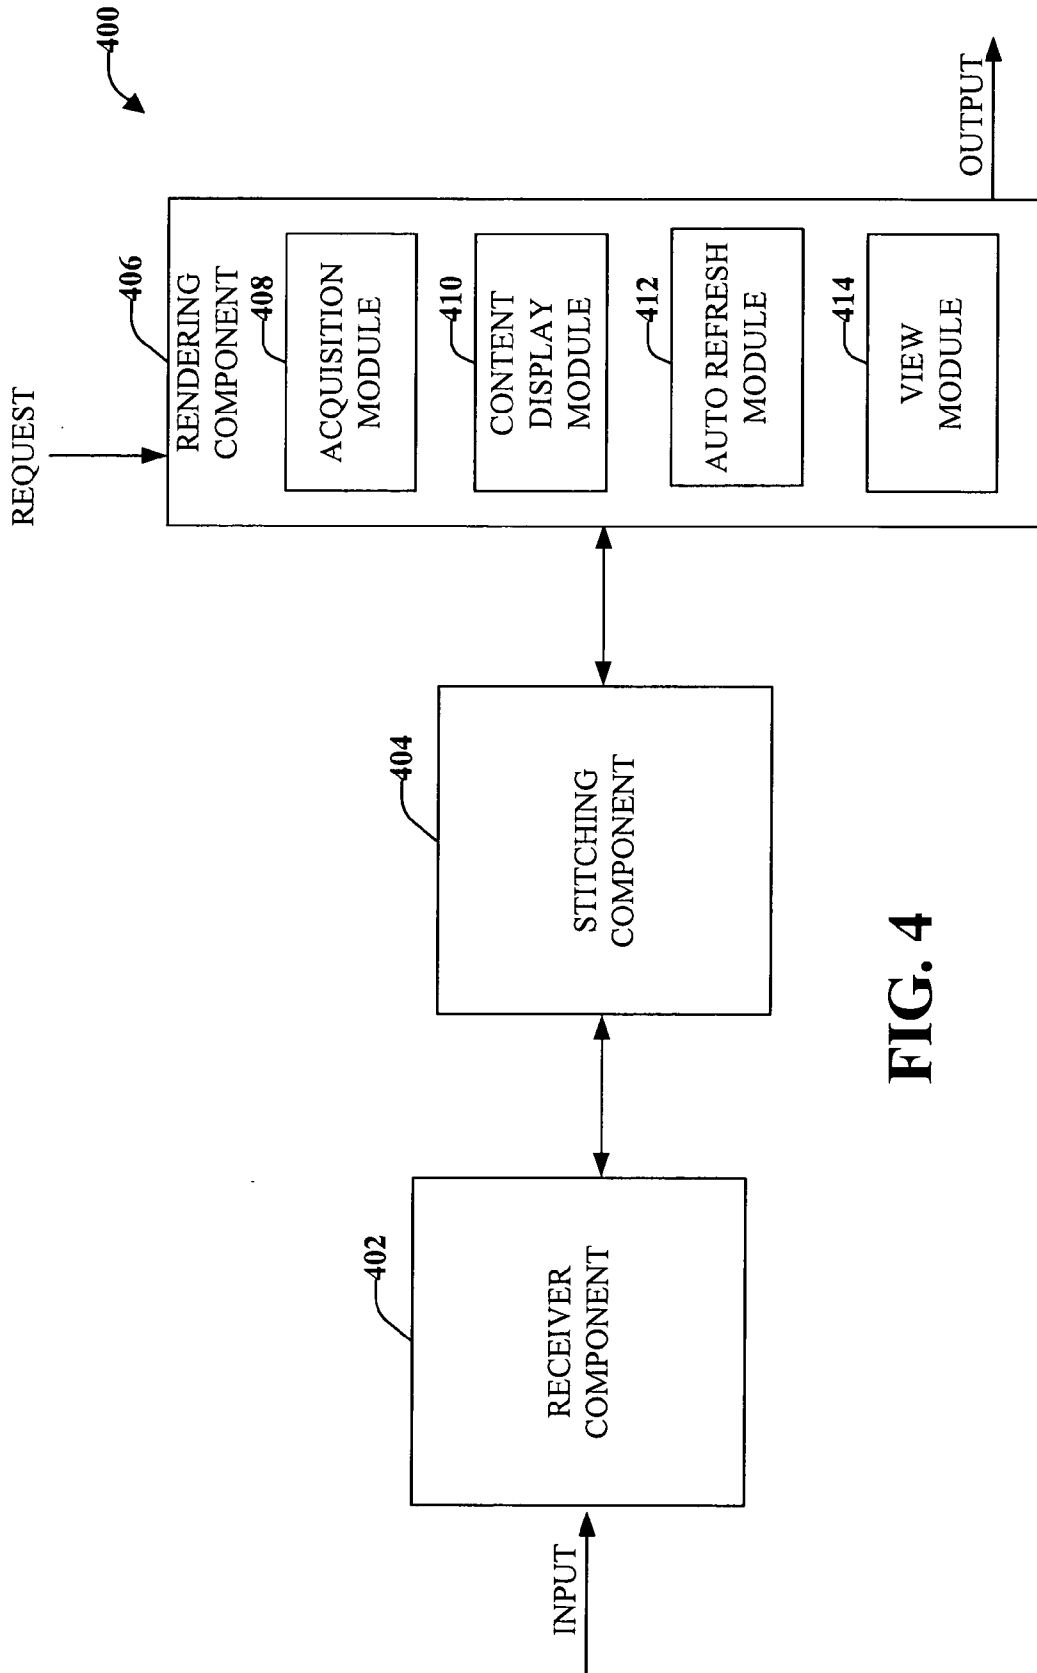 400
REQUEST
406
RENDERING
COMPONENT
408
ACQUISITION
MODULE
410
CONTENT
DISPLAY
MODULE
412
AUTO REFRESH
MODULE
414
VIEW
MODULE
OUTPUT
404
STITCHING
COMPONENT
402
RECEIVER
COMPONENT
INPUT
FIG. 4